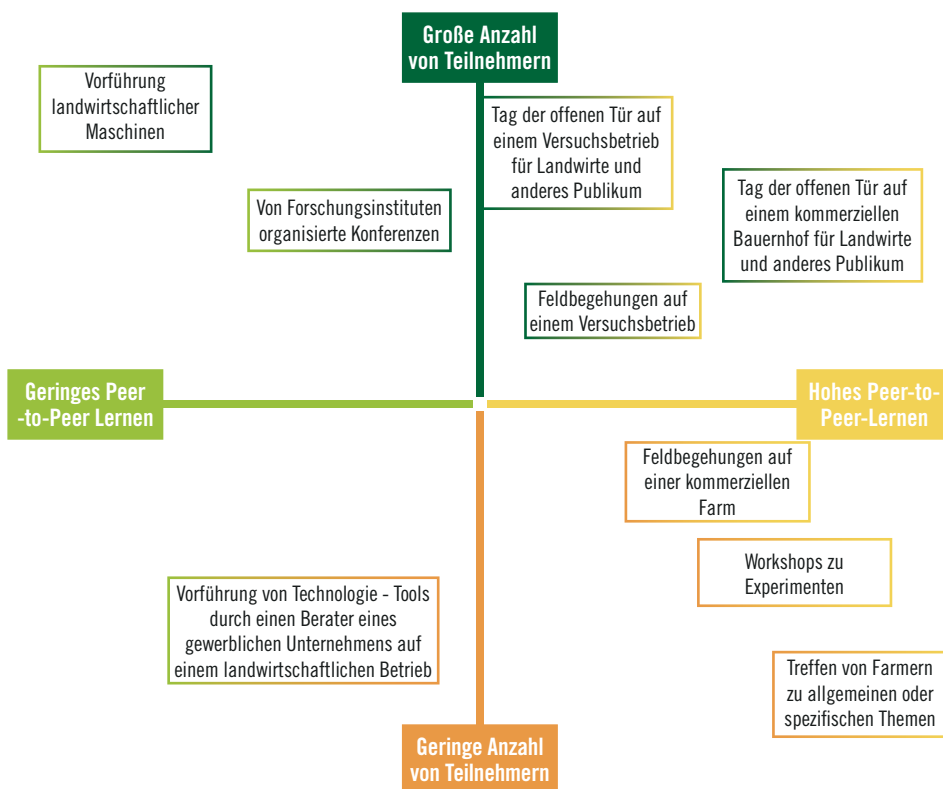 Große Anzahl
von Teilnehmern
Vorführung
landwirtschaftlicher
Maschinen
Tag der offenen Tür auf
einem Versuchsbetrieb
für Landwirte und
anderes Publikum
Tag der offenen Tür auf
einem kommerziellen
Bauernhof für Landwirte
und anderes Publikum
Von Forschungsinstituten
organisierte Konferenzen
Feldbegehungen auf
einem Versuchsbetrieb
Geringes Peer
-to-Peer Lernen
Hohes Peer-to-
Peer-Lernen
Feldbegehungen auf
einer kommerziellen
Farm
Workshops zu
Experimenten
Vorführung von Technologie - Tools
durch einen Berater eines
gewerblichen Unternehmens auf
einem landwirtschaftlichen Betrieb
Treffen von Farmern
zu allgemeinen oder
spezifischen Themen
Geringe Anzahl
von Teilnehmern